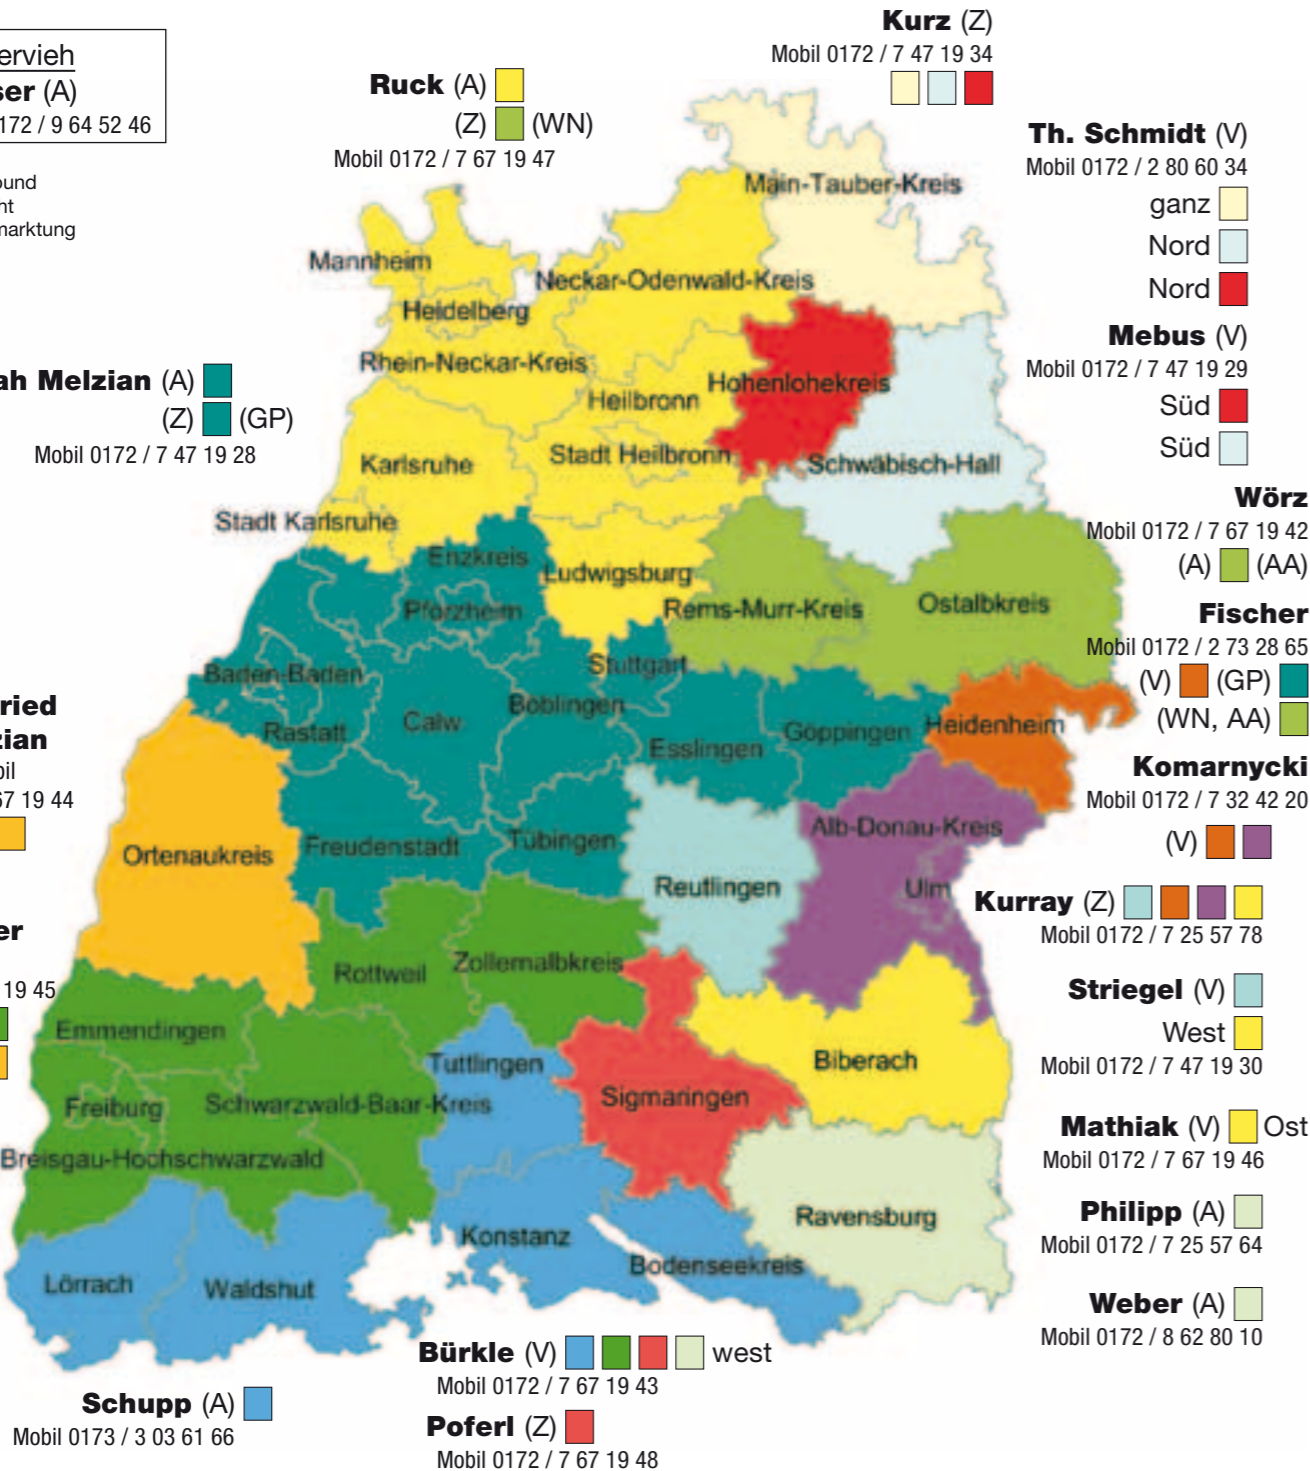 ervieh
ser (A)
172 / 9 64 52 46
ound
ht
marktung
Ruck (A)
(Z) (WN)
Mobil 0172 / 7 67 19 47
Kurz (Z)
Mobil 0172 / 7 47 19 34
Th. Schmidt (V)
Mobil 0172 / 2 80 60 34
ganz
Nord
Nord
Mebus (V)
Mobil 0172 / 7 47 19 29
Süd
Süd
Wörz
Mobil 0172 / 7 67 19 42
(A) (AA)
Fischer
Mobil 0172 / 2 73 28 65
(V) (GP)
(WN, AA)
Komarnycki
Mobil 0172 / 7 32 42 20
(V)
Kurray (Z)
Mobil 0172 / 7 25 57 78
Striegel (V)
West
Mobil 0172 / 7 47 19 30
Mathiak (V) Ost
Mobil 0172 / 7 67 19 46
Philipp (A)
Mobil 0172 / 7 25 57 64
Weber (A)
Mobil 0172 / 8 62 80 10
ah Melzian (A)
(Z) (GP)
Mobil 0172 / 7 47 19 28
ried
zian
bil
67 19 44
er
19 45
Main-Tauber-Kreis
Mannheim
Neckar-Odenwald-Kreis
Heidelberg
Rhein-Neckar-Kreis
Hohenlohekreis
Heilbronn
Stadt Heilbronn
Karlsruhe
Schwäbisch-Hall
Stadt Karlsruhe
Enzkreis
Ludwigsburg
Pforzheim
Rems-Murr-Kreis
Ostalbkreis
Stuttgart
Baden-Baden
Böblingen
Calw
Rastatt
Esslingen
Göppingen
Heidenheim
Alb-Donau-Kreis
Tübingen
Freudenstadt
Ortenaukreis
Reutlingen
Ulm
Zollernalbkreis
Rottweil
Emmendingen
Tuttlingen
Biberach
Sigmaringen
Freiburg
Schwarzwald-Baar-Kreis
Breisgau-Hochschwarzwald
Ravensburg
Konstanz
Bodenseekreis
Lörrach
Waldshut
Bürkle (V) west
Mobil 0172 / 7 67 19 43
Schupp (A)
Mobil 0173 / 3 03 61 66
Poferl (Z)
Mobil 0172 / 7 67 19 48